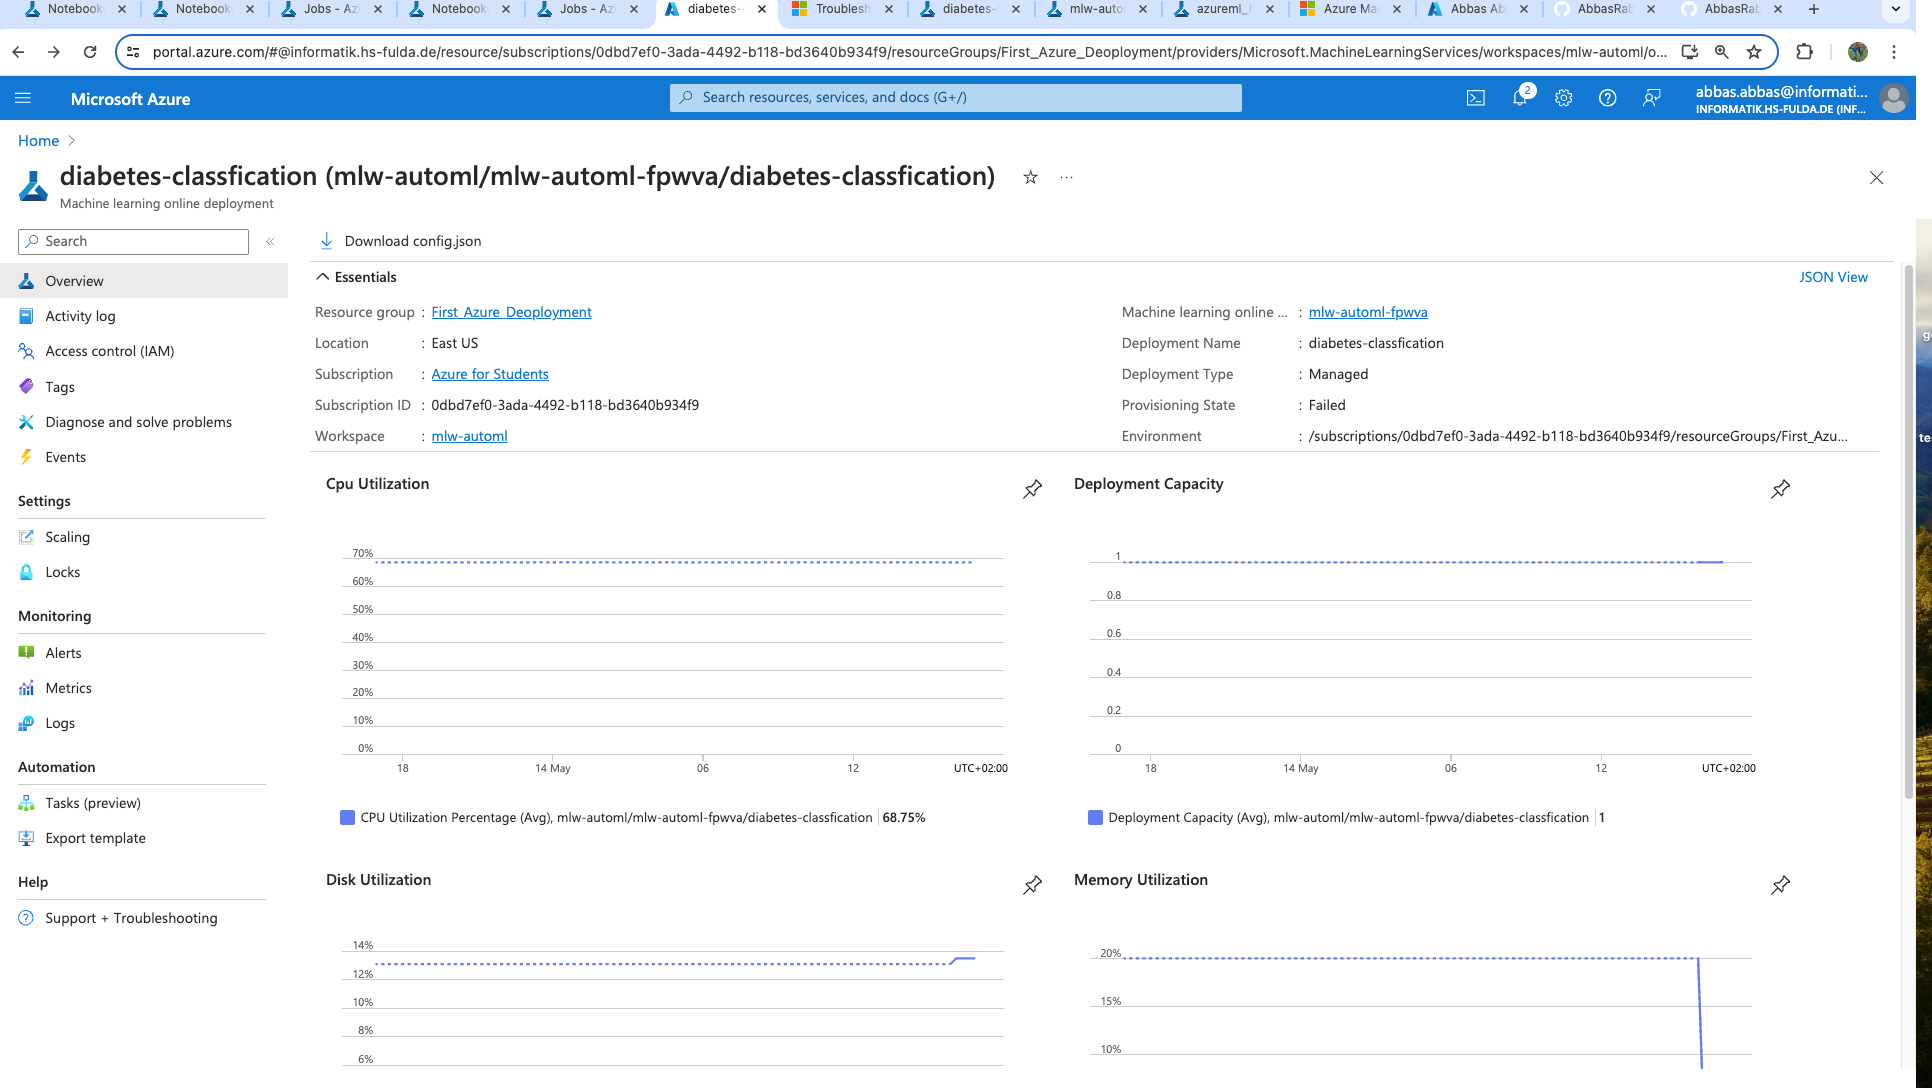 Notebook
Notebook
Jobs - Az
Notebook
Jobs - Az
diabetes-
Troublesh
diabetes-
mlw-auto
azureml_
Azure Ma
Abbas Ab
AbbasRab
AbbasRab
portal.azure.com/#@informatik.hs-fulda.de/resource/subscriptions/0dbd7ef0-3ada-4492-b118-bd3640b934f9/resourceGroups/First_Azure_Deoployment/providers/Microsoft.MachineLearningServices/workspaces/mlw-automl/o...
Microsoft Azure
Search resources, services, and docs (G+/)
2
abbas.abbas@informati...
INFORMATIK.HS-FULDA.DE (INF...
Home
diabetes-classfication (mlw-automl/mlw-automl-fpwva/diabetes-classfication)
Machine learning online deployment
Search
Overview
Activity log
Access control (IAM)
Tags
Diagnose and solve problems
Events
Settings
Scaling
Locks
Monitoring
Alerts
Metrics
Logs
Automation
Tasks (preview)
Export template
Help
Support + Troubleshooting
Download config.json
Essentials
JSON View
Resource group : First_Azure_Deoployment
Location : East US
Subscription : Azure for Students
Subscription ID : 0dbd7ef0-3ada-4492-b118-bd3640b934f9
Workspace : mlw-automl
Machine learning online ... : mlw-automl-fpwva
Deployment Name : diabetes-classfication
Deployment Type : Managed
Provisioning State : Failed
Environment : /subscriptions/0dbd7ef0-3ada-4492-b118-bd3640b934f9/resourceGroups/First_Azu...
Cpu Utilization
70%
60%
50%
40%
30%
20%
10%
0%
18 14 May 06 12 UTC+02:00
CPU Utilization Percentage (Avg), mlw-automl/mlw-automl-fpwva/diabetes-classfication 68.75%
Deployment Capacity
1
0.8
0.6
0.4
0.2
0
18 14 May 06 12 UTC+02:00
Deployment Capacity (Avg), mlw-automl/mlw-automl-fpwva/diabetes-classfication 1
Disk Utilization
14%
12%
10%
8%
6%
Memory Utilization
20%
15%
10%
te